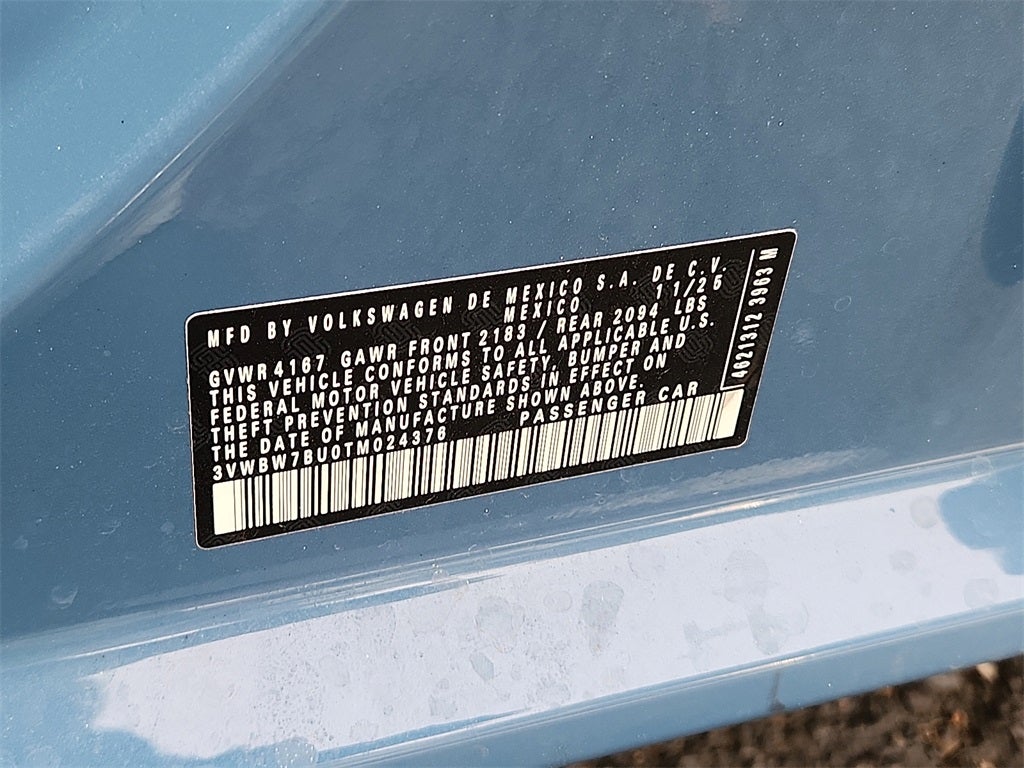 MFD BY VOLKSWAGEN DE MEXICO S.A. DE C.V.
MEXICO 11/25
GVWR 4167 GAWR FRONT 2183 / REAR 2094 LBS
THIS VEHICLE CONFORMS TO ALL APPLICABLE U.S.
FEDERAL MOTOR VEHICLE SAFETY, BUMPER AND
THEFT PREVENTION STANDARDS IN EFFECT ON
THE DATE OF MANUFACTURE SHOWN ABOVE.
3VWBW7BU0TM024376 PASSENGER CAR
4621312 3963 M